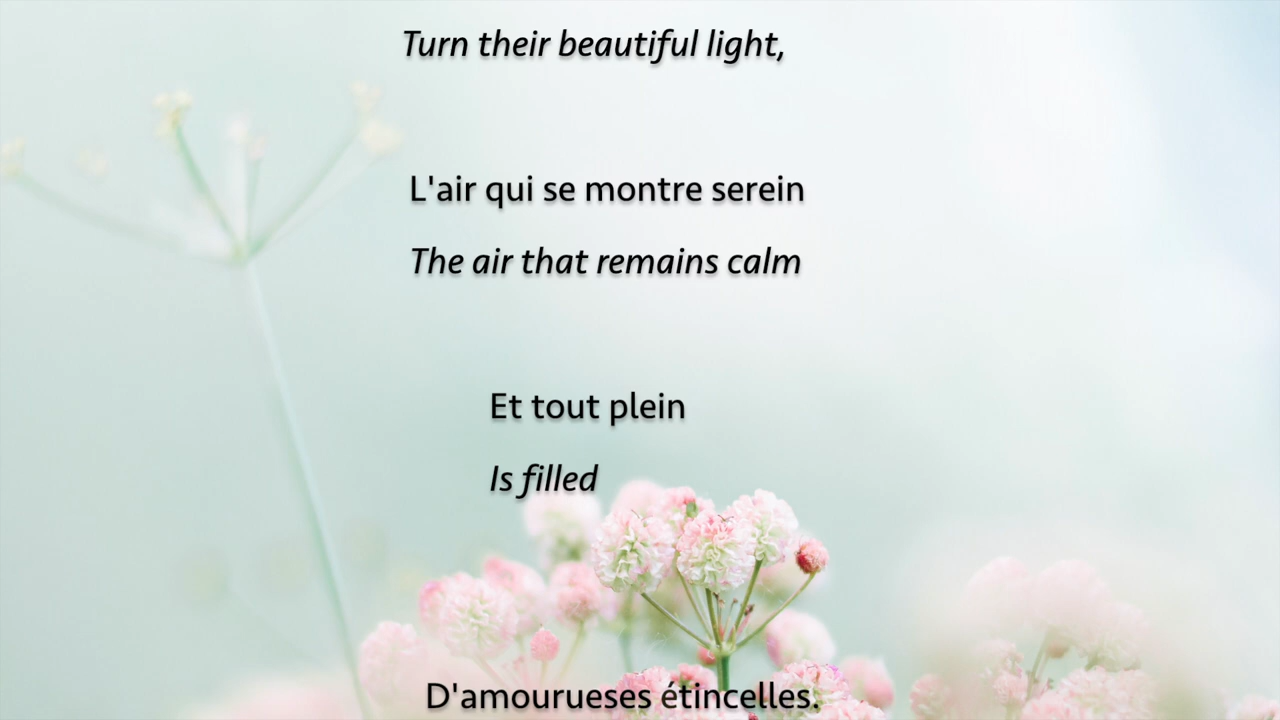 Turn their beautiful light,
L'air qui se montre serein
The air that remains calm
Et tout plein
Is filled
D'amourueses étincelles.